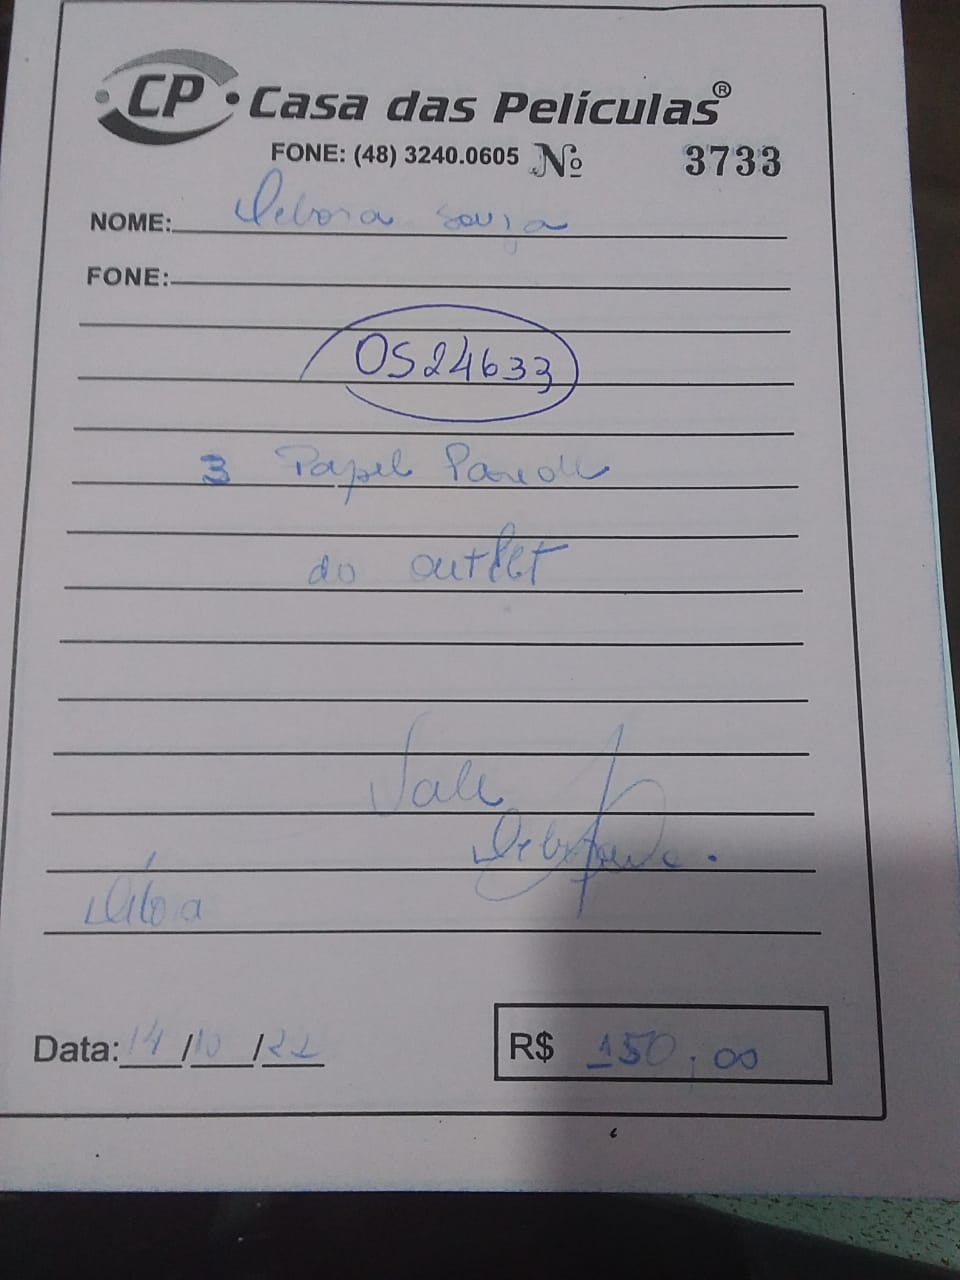 CP Casa das Películas®
FONE: (48) 3240.0605 Nº 3733
NOME: Debora Souza
FONE:
OS24633
3 Papel Parede
do outlet
Vale
Débora
Data: 14/10/22 R$ 150,00